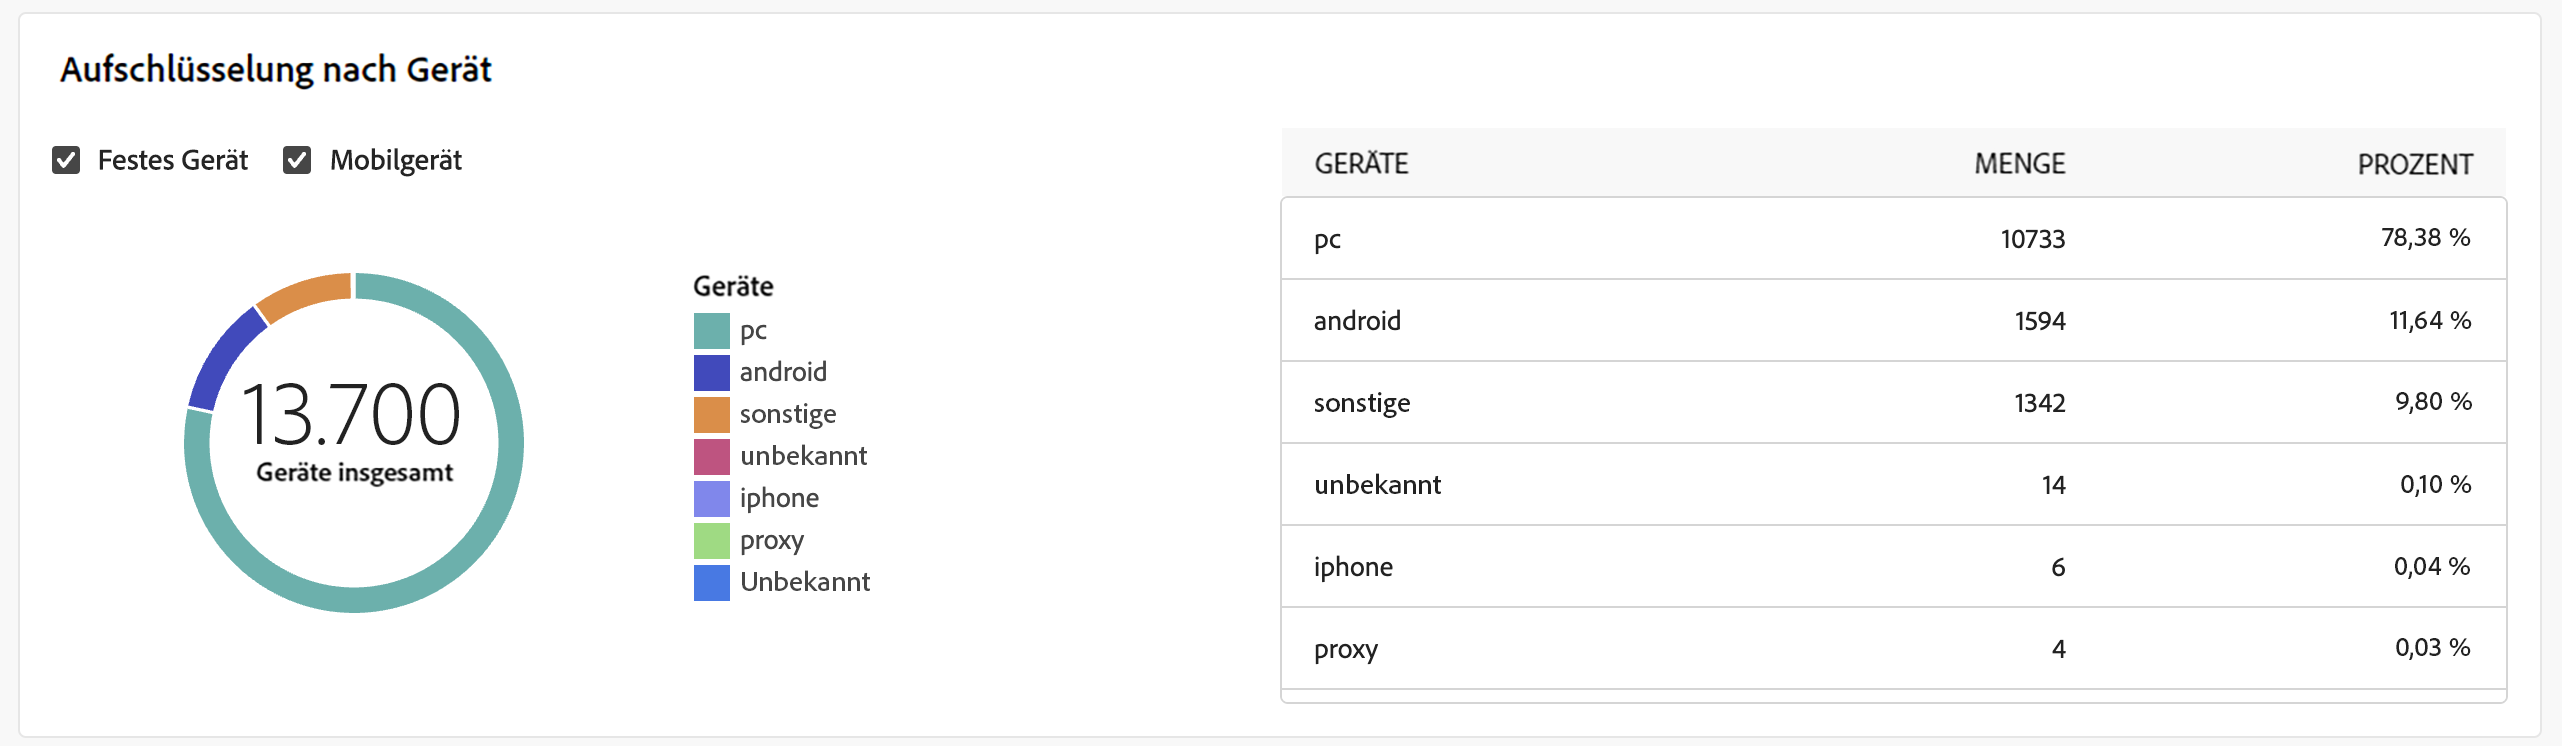 Aufschlüsselung nach Gerät
Festes Gerät Mobilgerät
13.700
Geräte insgesamt
Geräte
pc
android
sonstige
unbekannt
iphone
proxy
Unbekannt
GERÄTE MENGE PROZENT
pc 10733 78,38 %
android 1594 11,64 %
sonstige 1342 9,80 %
unbekannt 14 0,10 %
iphone 6 0,04 %
proxy 4 0,03 %